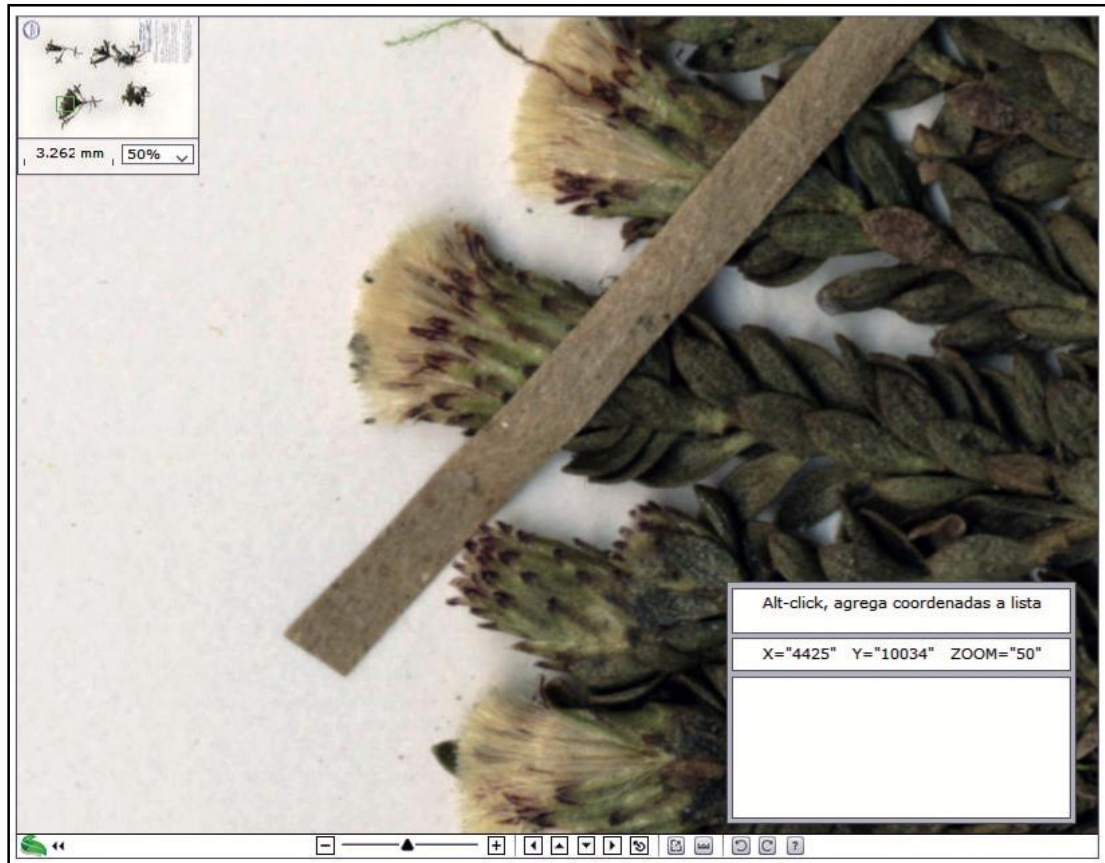 3.262 mm
50%
Alt-click, agrega coordenadas a lista
X="4425" Y="10034" ZOOM="50"
?